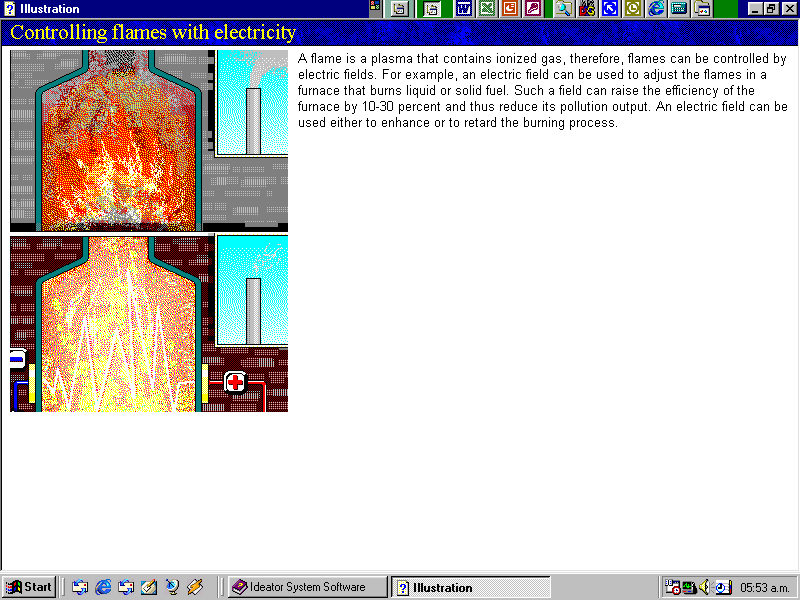 Illustration
Controlling flames with electricity
A flame is a plasma that contains ionized gas, therefore, flames can be controlled by
electric fields. For example, an electric field can be used to adjust the flames in a
furnace that burns liquid or solid fuel. Such a field can raise the efficiency of the
furnace by 10-30 percent and thus reduce its pollution output. An electric field can be
used either to enhance or to retard the burning process.
Start
Ideator System Software
Illustration
05:53 a.m.